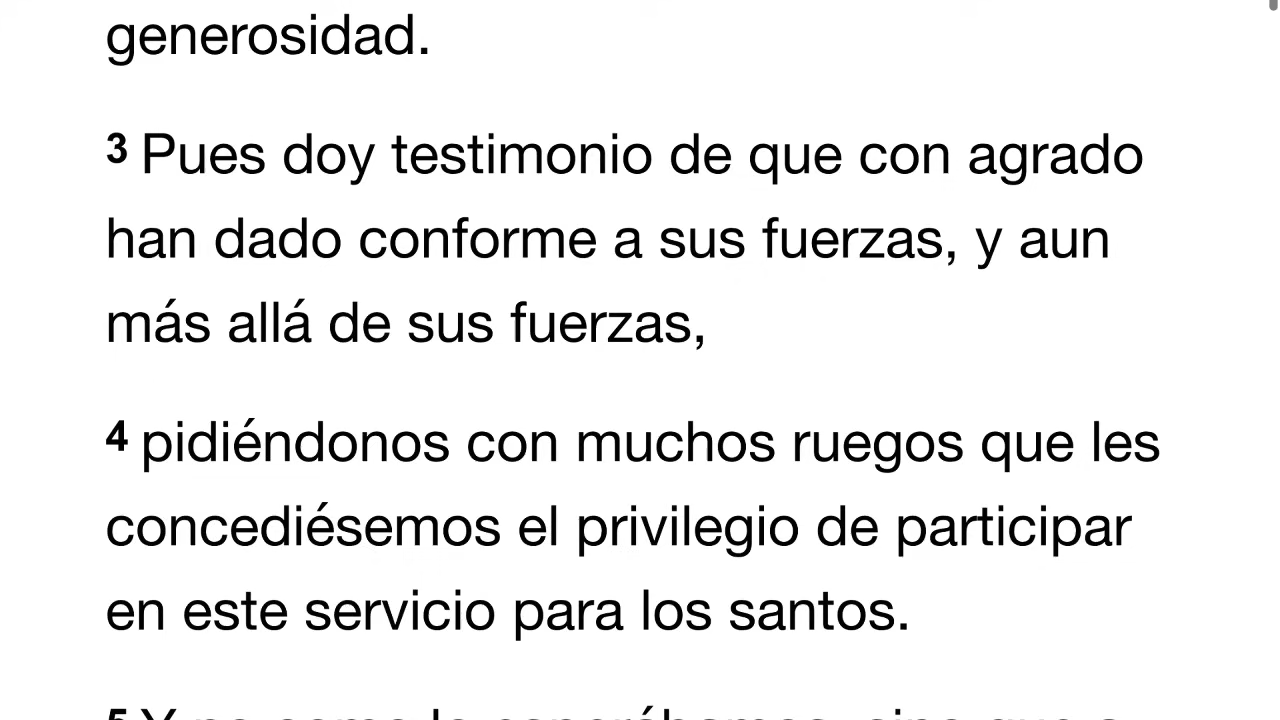 generosidad.
3 Pues doy testimonio de que con agrado
han dado conforme a sus fuerzas, y aun
más allá de sus fuerzas,
4 pidiéndonos con muchos ruegos que les
concediésemos el privilegio de participar
en este servicio para los santos.